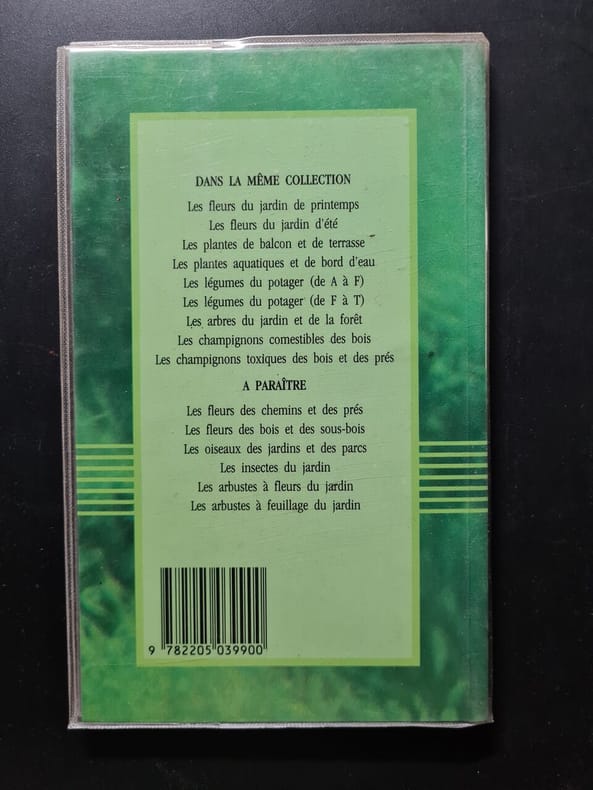 DANS LA MÊME COLLECTION
Les fleurs du jardin de printemps
Les fleurs du jardin d'été
Les plantes de balcon et de terrasse
Les plantes aquatiques et de bord d'eau
Les légumes du potager (de A à F)
Les légumes du potager (de F à T)
Les arbres du jardin et de la forêt
Les champignons comestibles des bois
Les champignons toxiques des bois et des prés
A PARAÎTRE
Les fleurs des chemins et des prés
Les fleurs des bois et des sous-bois
Les oiseaux des jardins et des parcs
Les insectes du jardin
Les arbustes à fleurs du jardin
Les arbustes à feuillage du jardin
9 782205 039900